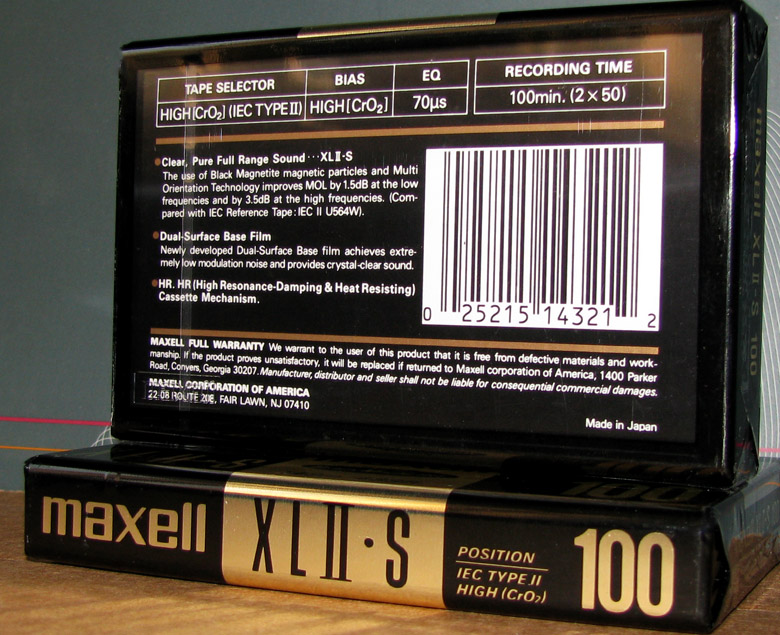 TAPE SELECTOR BIAS EQ RECORDING TIME
HIGH[CrO2](IEC TYPEⅡ) HIGH[CrO2] 70µs 100min. (2×50)
•Clear, Pure Full Range Sound···XLⅡ-S
The use of Black Magnetite magnetic particles and Multi
Orientation Technology improves MOL by 1.5dB at the low
frequencies and by 3.5dB at the high frequencies. (Com-
pared with IEC Reference Tape: IEC II U564W).
•Dual-Surface Base Film
Newly developed Dual-Surface Base film achieves extre-
mely low modulation noise and provides crystal-clear sound.
•HR. HR (High Resonance-Damping & Heat Resisting)
Cassette Mechanism.
0 25215 14321 2
MAXELL FULL WARRANTY We warrant to the user of this product that it is free from defective materials and work-
manship. If the product proves unsatisfactory, it will be replaced if returned to Maxell corporation of America, 1400 Parker
Road, Conyers, Georgia 30207. Manufacturer, distributor and seller shall not be liable for consequential commercial damages.
MAXELL CORPORATION OF AMERICA
22-08 ROUTE 20E, FAIR LAWN, NJ 07410
Made in Japan
maxell XLⅡ-S 100
maxell XLⅡ·S POSITION 100
IEC TYPE Ⅱ
HIGH (CrO2)